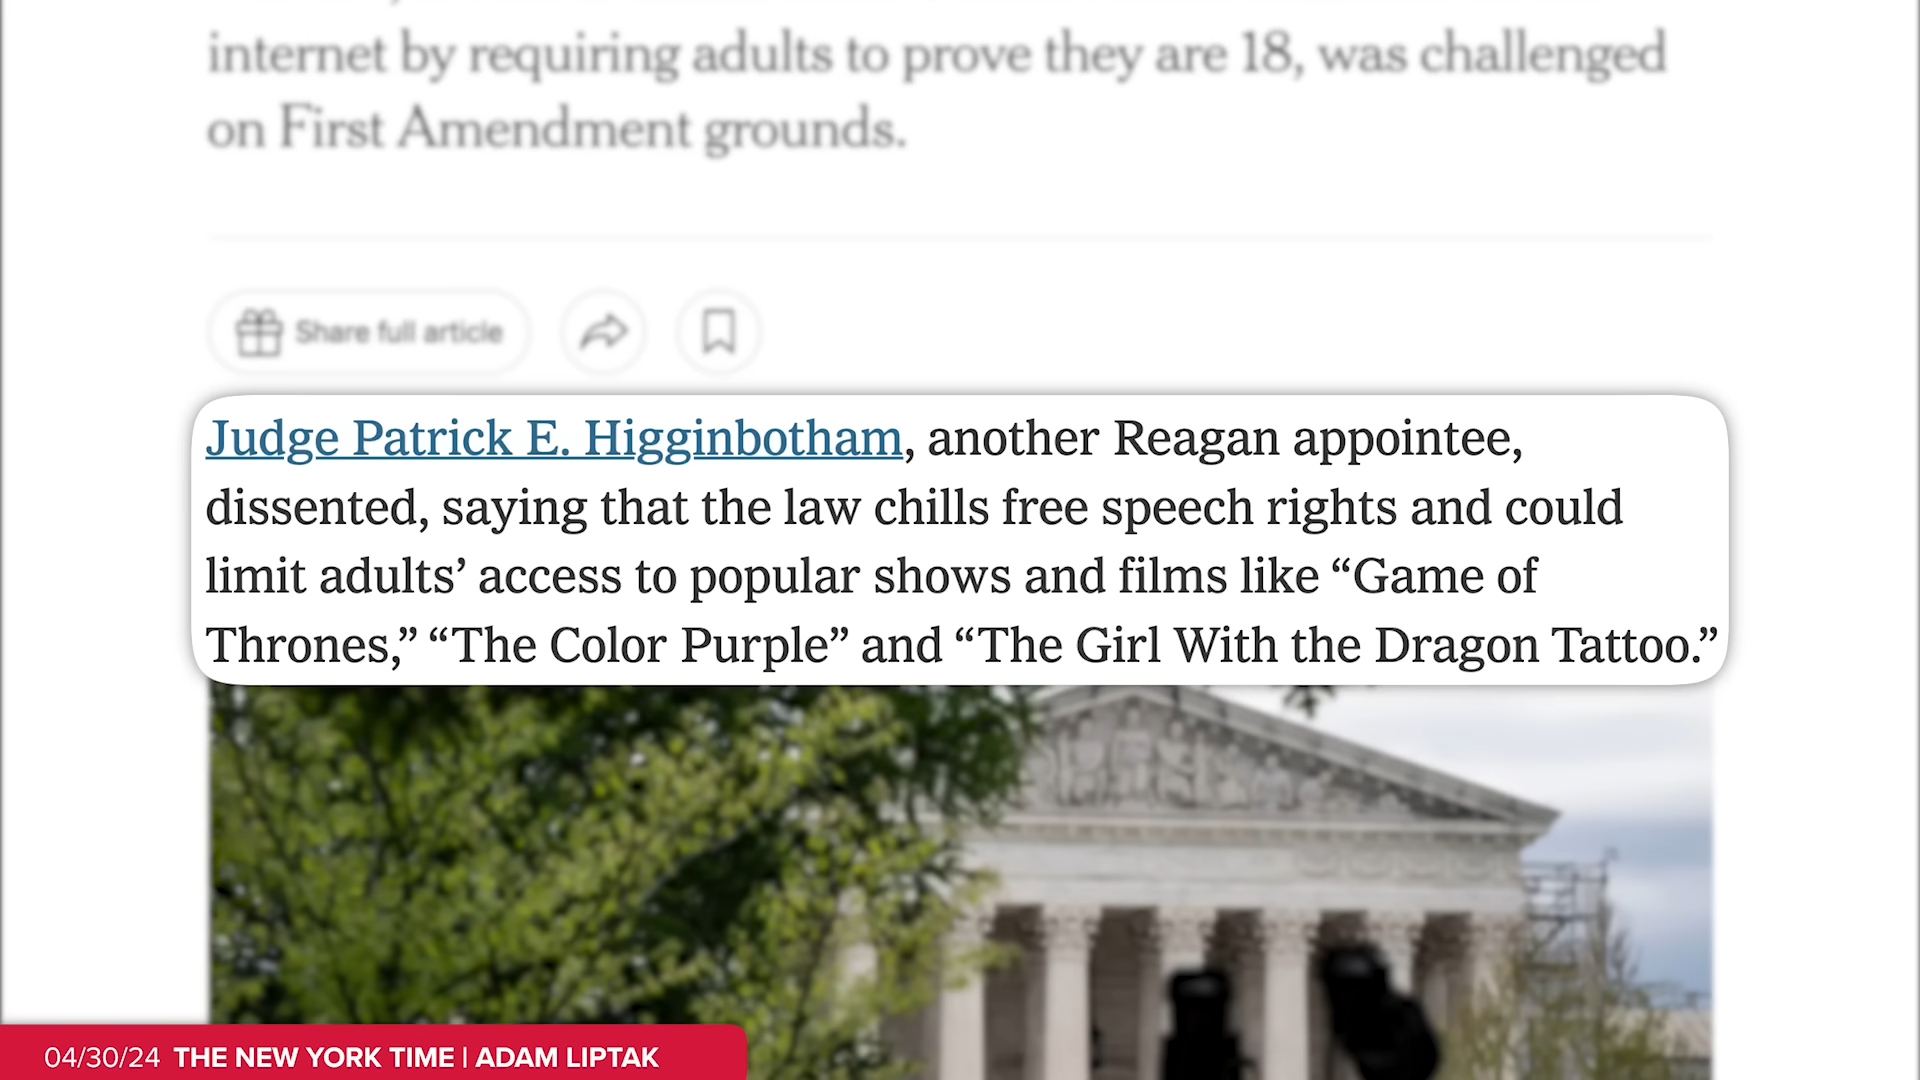 internet by requiring adults to prove they are 18, was challenged
on First Amendment grounds.
Share full article
Judge Patrick E. Higginbotham, another Reagan appointee,
dissented, saying that the law chills free speech rights and could
limit adults’ access to popular shows and films like “Game of
Thrones,” “The Color Purple” and “The Girl With the Dragon Tattoo.”
04/30/24 THE NEW YORK TIME | ADAM LIPTAK